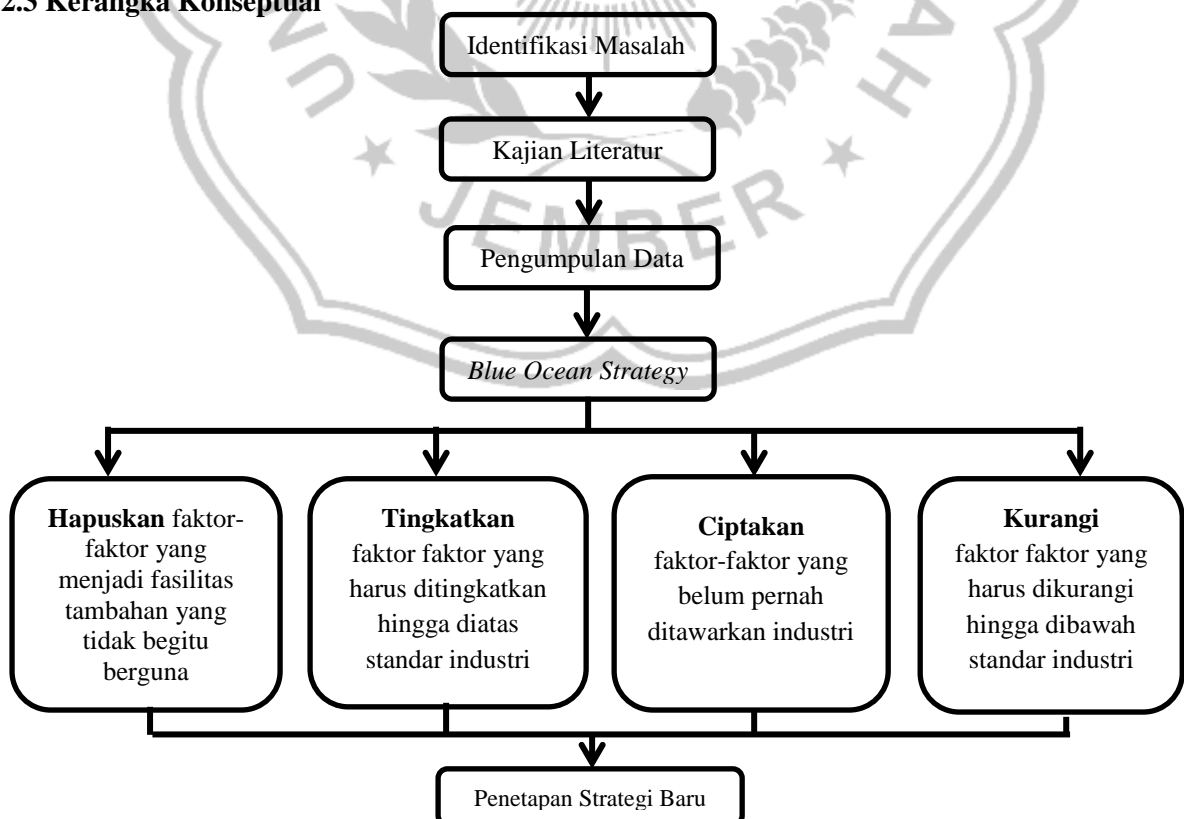 2.3 Kerangka Konseptual
Identifikasi Masalah
Kajian Literatur
JEMBER
Pengumpulan Data
Blue Ocean Strategy
Hapuskan faktor-
faktor yang
menjadi fasilitas
tambahan yang
tidak begitu
berguna
Tingkatkan
faktor faktor yang
harus ditingkatkan
hingga diatas
standar industri
Ciptakan
faktor-faktor yang
belum pernah
ditawarkan industri
Kurangi
faktor faktor yang
harus dikurangi
hingga dibawah
standar industri
Penetapan Strategi Baru